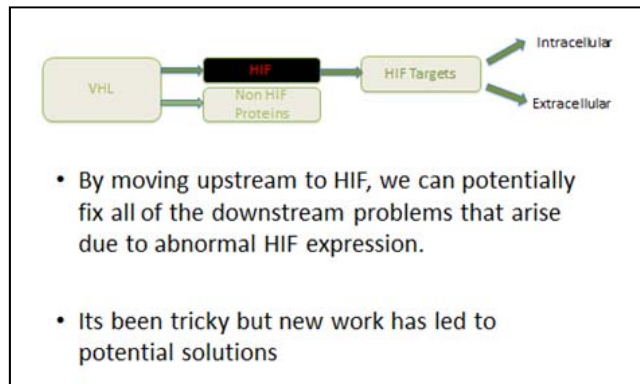 Intracellular
HIF
HIF Targets
VHL
Non HIF
Proteins
Extracellular
• By moving upstream to HIF, we can potentially
fix all of the downstream problems that arise
due to abnormal HIF expression.
• Its been tricky but new work has led to
potential solutions